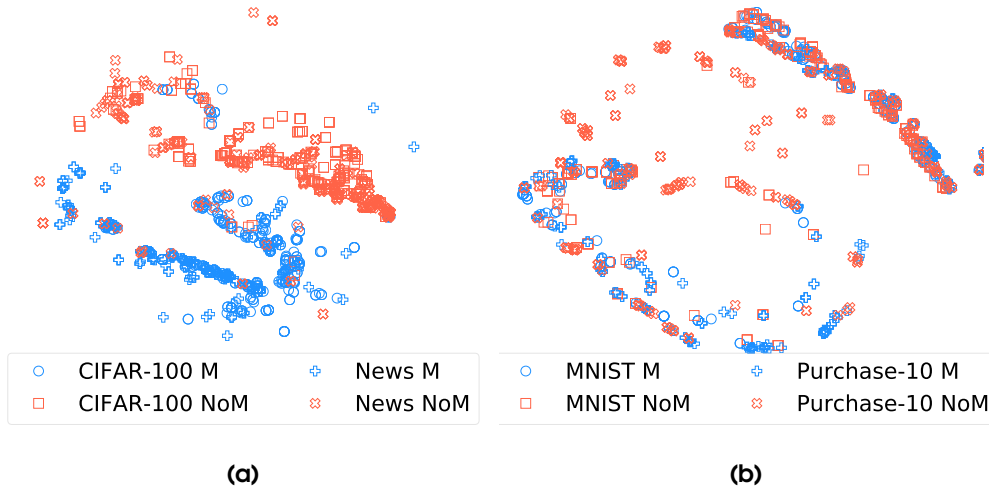 CIFAR-100 M News M
CIFAR-100 NoM News NoM
MNIST M Purchase-10 M
MNIST NoM Purchase-10 NoM
(a) (b)